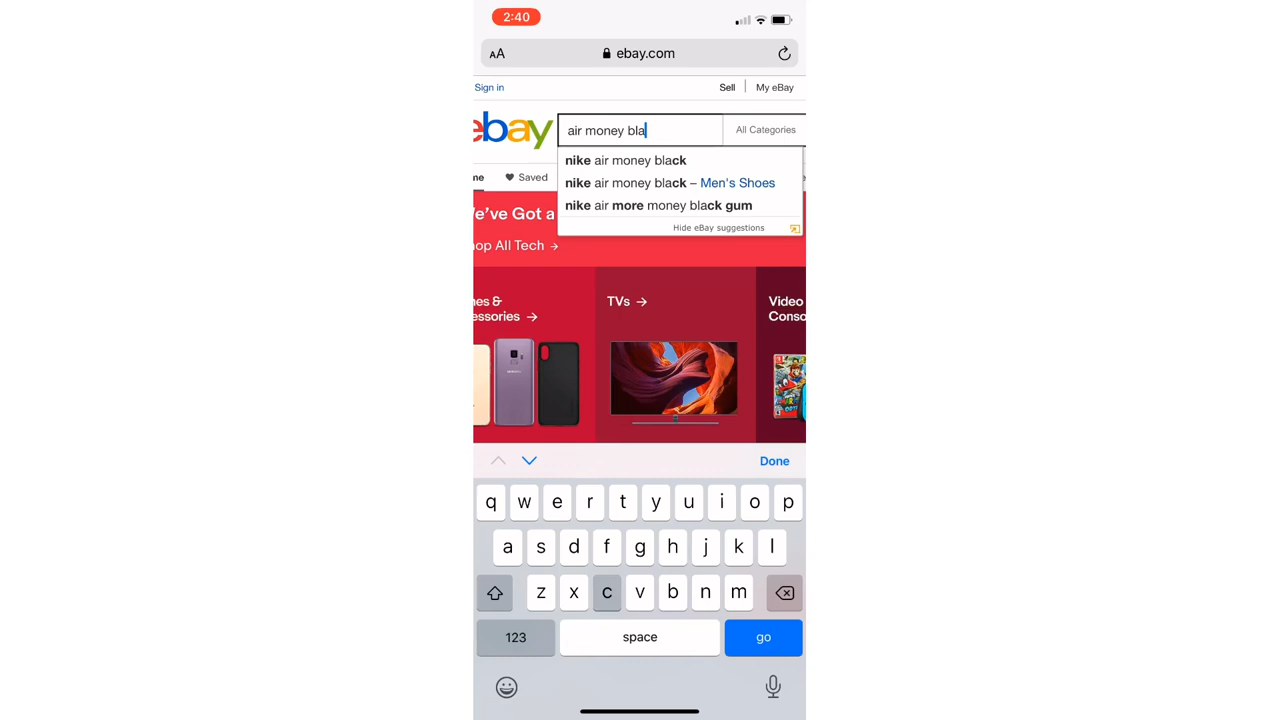 2:40
AA ebay.com
Sign in Sell My eBay
ebay air money bla All Categories
nike air money black
nike air money black – Men's Shoes
nike air more money black gum
Hide eBay suggestions
me Saved
e've Got a
op All Tech →
nes &
essories →
TVs →
Video
Conso
Done
q w e r t y u i o p
a s d f g h j k l
z x c v b n m
123 space go